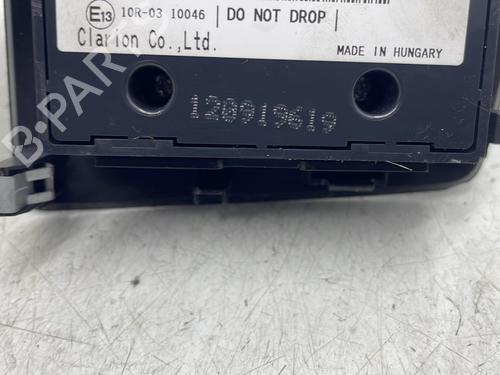 E13 10R-03 10046 DO NOT DROP
Clarion Co.,Ltd.
MADE IN HUNGARY
120919619
B-PARTS